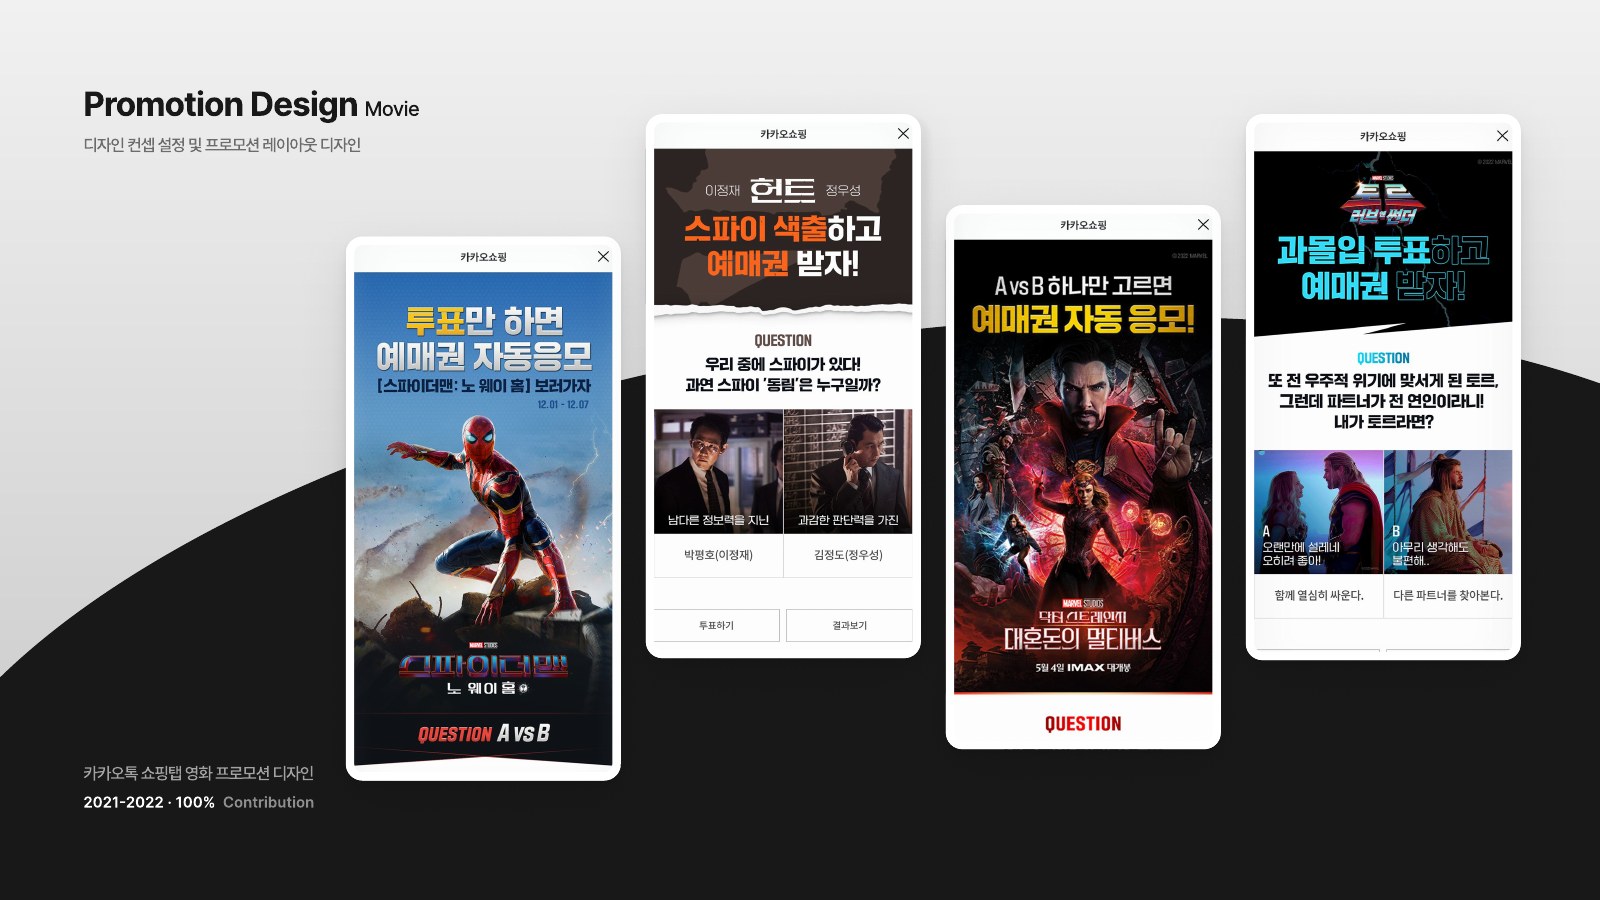 Promotion Design Movie
디자인 컨셉 설정 및 프로모션 레이아웃 디자인
카카오쇼핑
투표만 하면
예매권 자동응모
[스파이더맨: 노 웨이 홈] 보러가자
12.01 - 12.07
MARVEL STUDIOS
스파이더맨
노 웨이 홈
QUESTION A VS B
카카오쇼핑
이정재 헌트 정우성
스파이 색출하고
예매권 받자!
QUESTION
우리 중에 스파이가 있다!
과연 스파이 '동림'은 누구일까?
남다른 정보력을 지닌
과감한 판단력을 가진
박평호(이정재)
김정도(정우성)
투표하기
결과보기
카카오쇼핑
© 2022 MARVEL
A vs B 하나만 고르면
예매권 자동 응모!
MARVEL STUDIOS
닥터 스트레인지
대혼돈의 멀티버스
5월 4일 IMAX 대개봉
QUESTION
카카오쇼핑
© 2022 MARVEL
MARVEL STUDIOS
토르
러브 앤 썬더
과몰입 투표하고
예매권 받자!
QUESTION
또 전 우주적 위기에 맞서게 된 토르,
그런데 파트너가 전 연인이라니!
내가 토르라면?
A
오랜만에 설레네
오히려 좋아!
B
아무리 생각해도
불편해..
함께 열심히 싸운다.
다른 파트너를 찾아본다.
카카오톡 쇼핑탭 영화 프로모션 디자인
2021-2022 · 100% Contribution